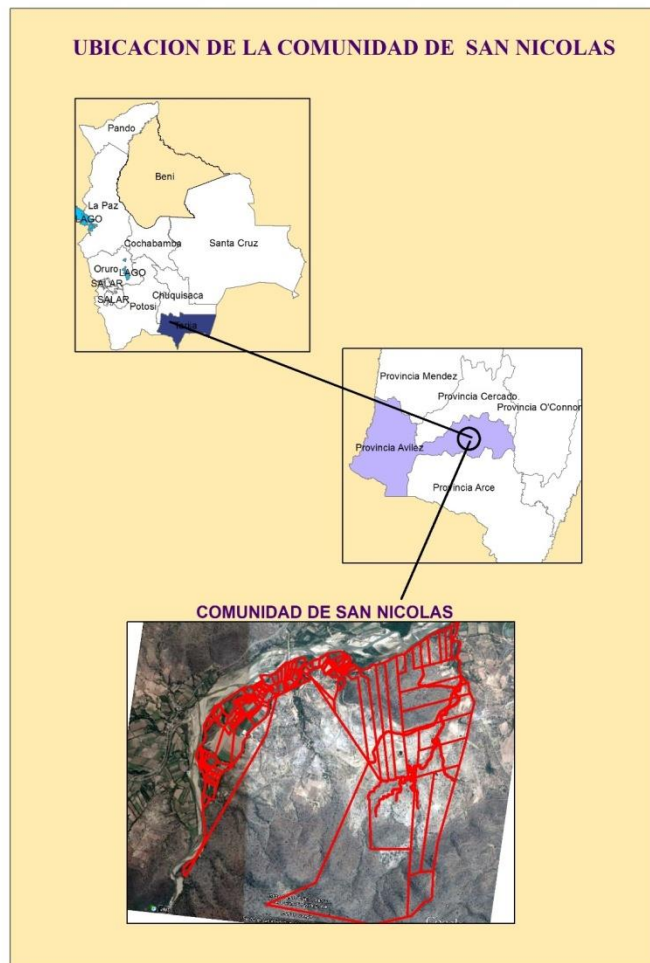 UBICACION DE LA COMUNIDAD DE SAN NICOLAS
Pando
Beni
La Paz
LAGO
Cochabamba
Santa Cruz
Oruro
LAGO
SALAR
Chuquisaca
SALAR
Potosi
Tarija
Provincia Mendez
Provincia Cercado
Provincia O'Connor
Provincia Avilez
Provincia Arce
COMUNIDAD DE SAN NICOLAS